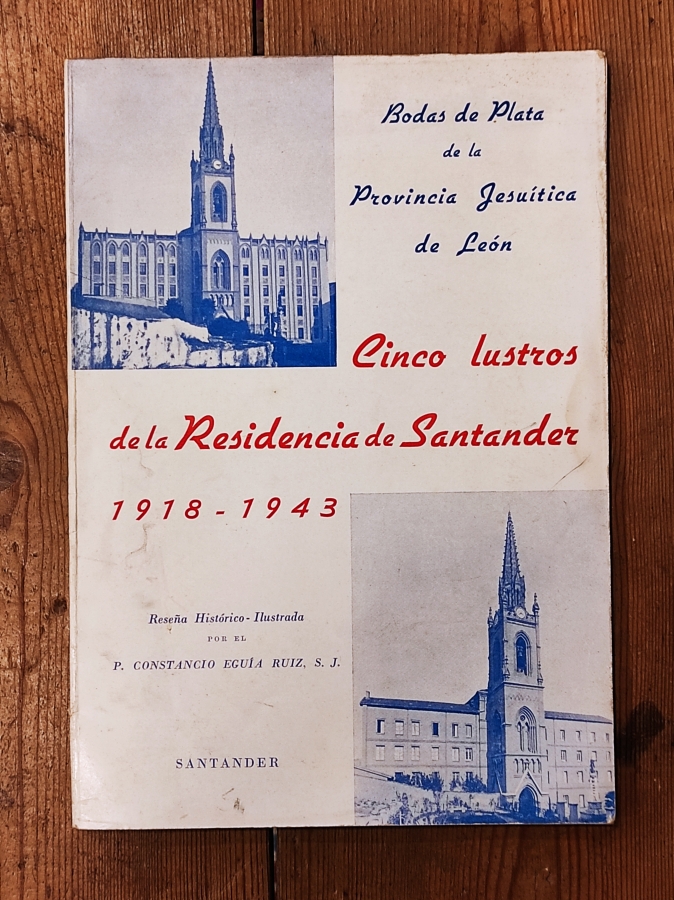 Bodas de Plata
de la
Provincia Jesuítica
de León
Cinco lustros
de la Residencia de Santander
1918 - 1943
Reseña Histórico - Ilustrada
POR EL
P. CONSTANCIO EGUÍA RUIZ, S. J.
SANTANDER